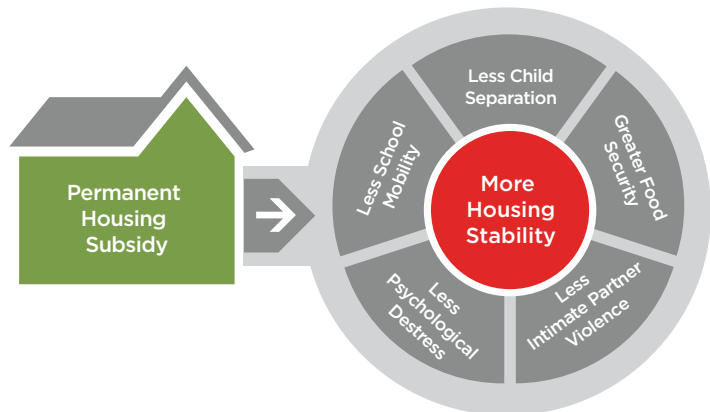 Permanent
Housing
Subsidy
Less Child
Separation
Greater Food
Security
Less
Intimate Partner
Violence
Less
Psychological
Destress
Less School
Mobility
More
Housing
Stability